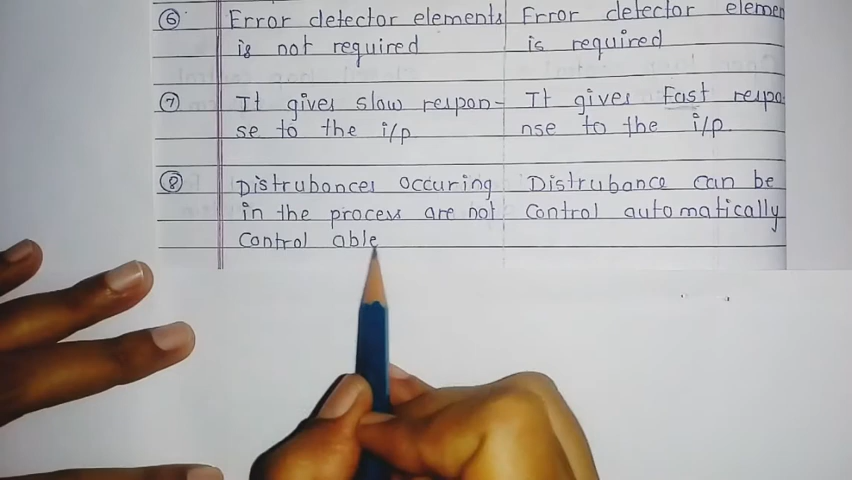 ⑥ Error detector elements Error detector elemen
is not required is required
⑦ It gives slow respon- It gives Fast respo
se to the i/p nse to the i/p
⑧ Distrubances occuring Distrubance can be
in the process are not control automatically
control able